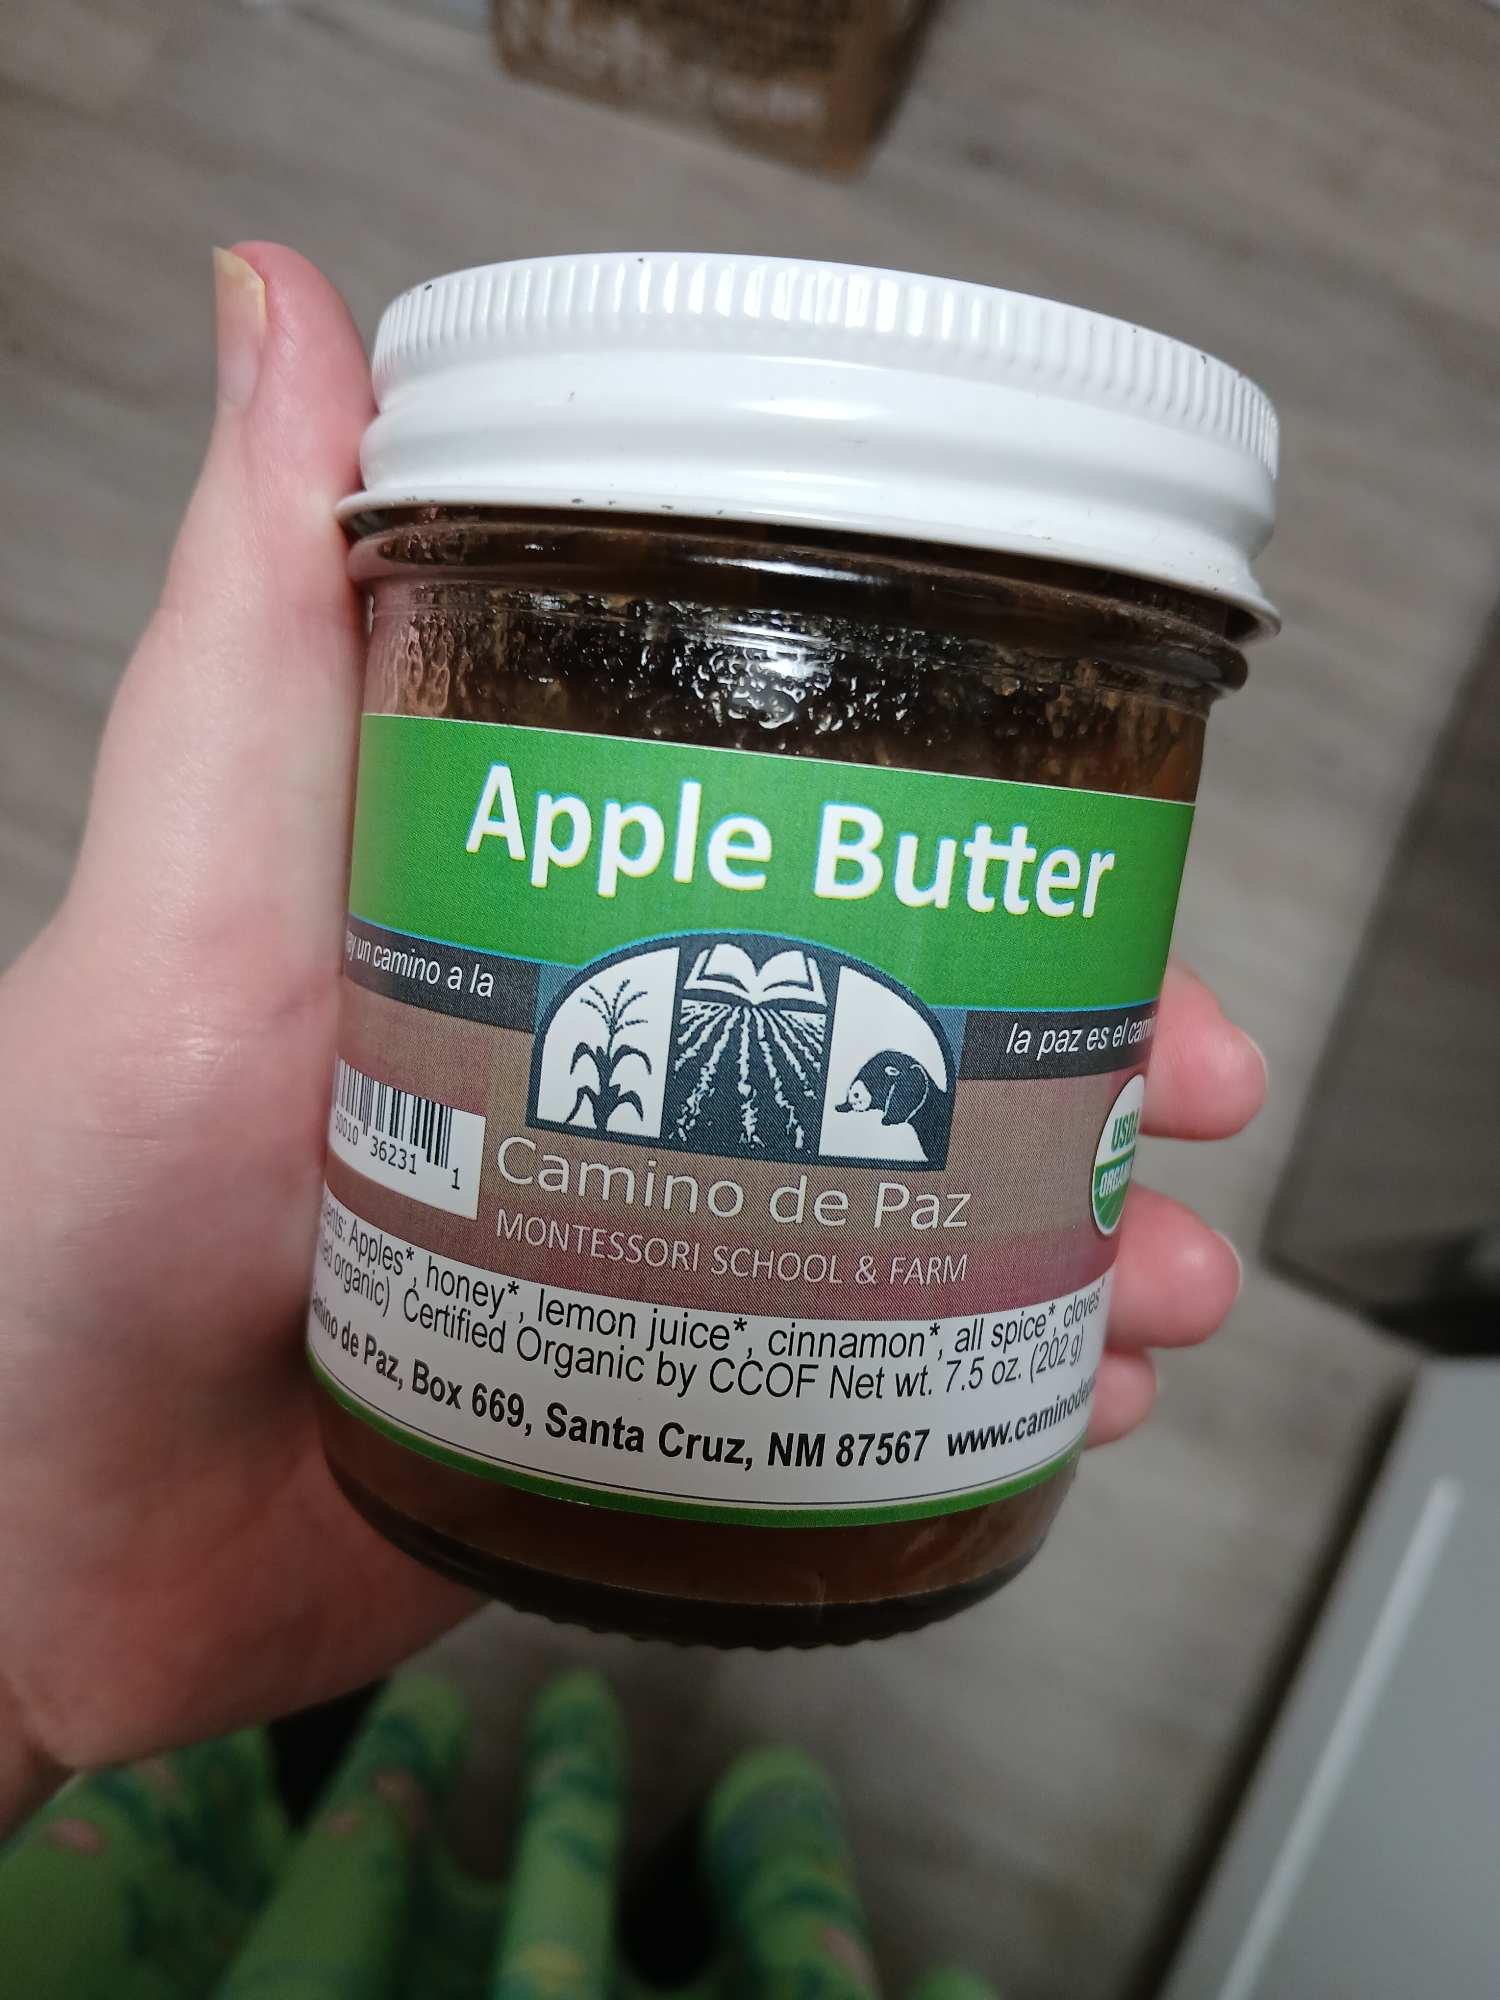 Apple Butter
un camino a la
la paz es el
USDA
ORGANIC
36231 1
Camino de Paz
MONTESSORI SCHOOL & FARM
Apples*, honey*, lemon juice*, cinnamon*, all spice*, cloves*
organic) Certified Organic by CCOF Net wt. 7.5 oz. (202 g)
de Paz, Box 669, Santa Cruz, NM 87567